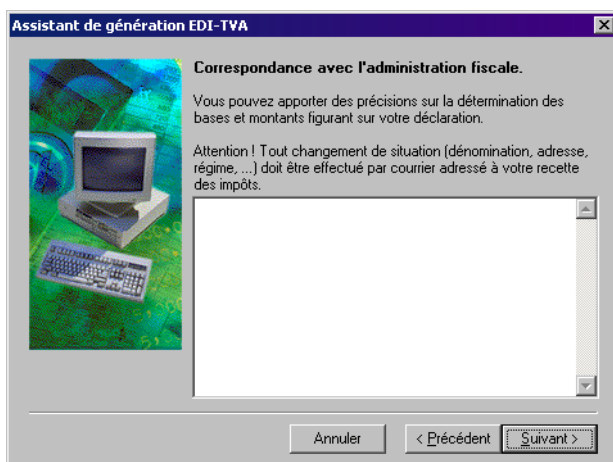 Assistant de génération EDI-TVA
Correspondance avec l'administration fiscale.
Vous pouvez apporter des précisions sur la détermination des
bases et montants figurant sur votre déclaration.
Attention ! Tout changement de situation (dénomination, adresse,
régime, ...) doit être effectué par courrier adressé à votre recette
des impôts.
Annuler
< Précédent
Suivant >